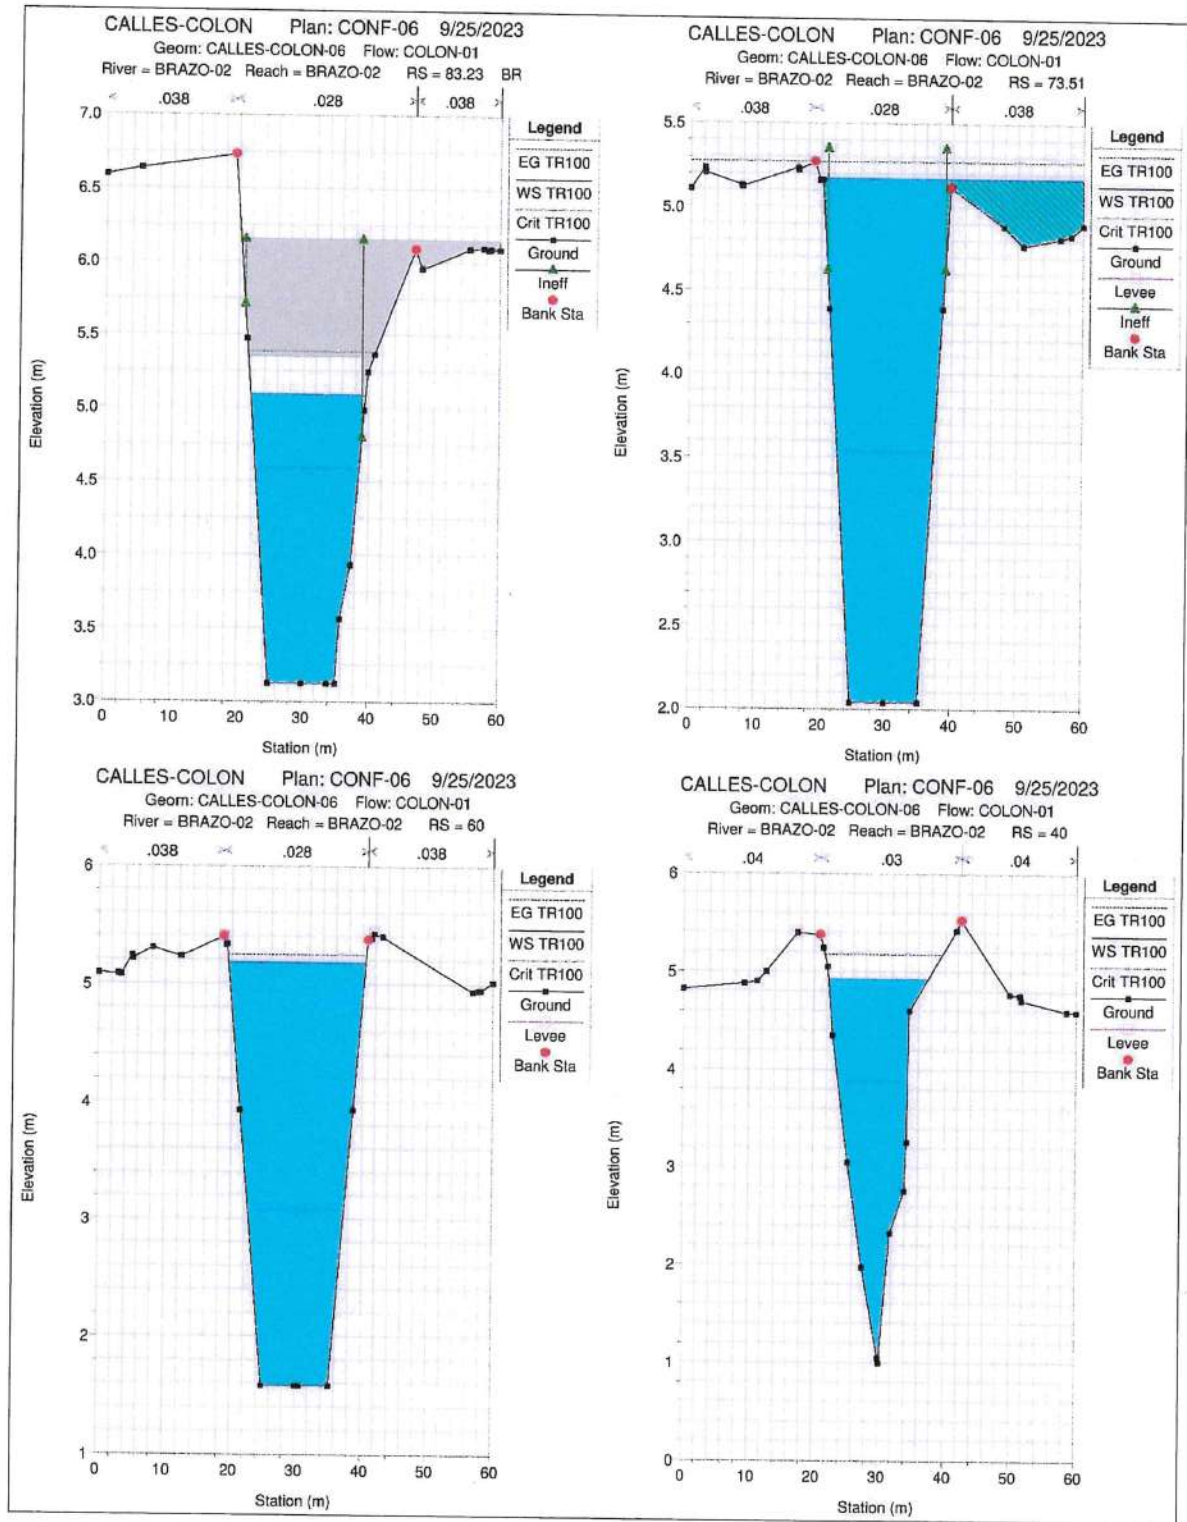 CALLES-COLON Plan: CONF-06 9/25/2023
Geom: CALLES-COLON-06 Flow: COLON-01
River = BRAZO-02 Reach = BRAZO-02 RS = 83.23 BR
.038 .028 .038
7.0
6.5
6.0
5.5
5.0
4.5
4.0
3.5
3.0
Elevation (m)
0 10 20 30 40 50 60
Station (m)
Legend
EG TR100
WS TR100
Crit TR100
Ground
Ineff
Bank Sta
CALLES-COLON Plan: CONF-06 9/25/2023
Geom: CALLES-COLON-06 Flow: COLON-01
River = BRAZO-02 Reach = BRAZO-02 RS = 73.51
.038 .028 .038
5.5
5.0
4.5
4.0
3.5
3.0
2.5
2.0
Elevation (m)
0 10 20 30 40 50 60
Station (m)
Legend
EG TR100
WS TR100
Crit TR100
Ground
Levee
Ineff
Bank Sta
CALLES-COLON Plan: CONF-06 9/25/2023
Geom: CALLES-COLON-06 Flow: COLON-01
River = BRAZO-02 Reach = BRAZO-02 RS = 60
.038 .028 .038
6
5
4
3
2
1
Elevation (m)
0 10 20 30 40 50 60
Station (m)
Legend
EG TR100
WS TR100
Crit TR100
Ground
Levee
Bank Sta
CALLES-COLON Plan: CONF-06 9/25/2023
Geom: CALLES-COLON-06 Flow: COLON-01
River = BRAZO-02 Reach = BRAZO-02 RS = 40
.04 .03 .04
6
5
4
3
2
1
0
Elevation (m)
0 10 20 30 40 50 60
Station (m)
Legend
EG TR100
WS TR100
Crit TR100
Ground
Levee
Bank Sta